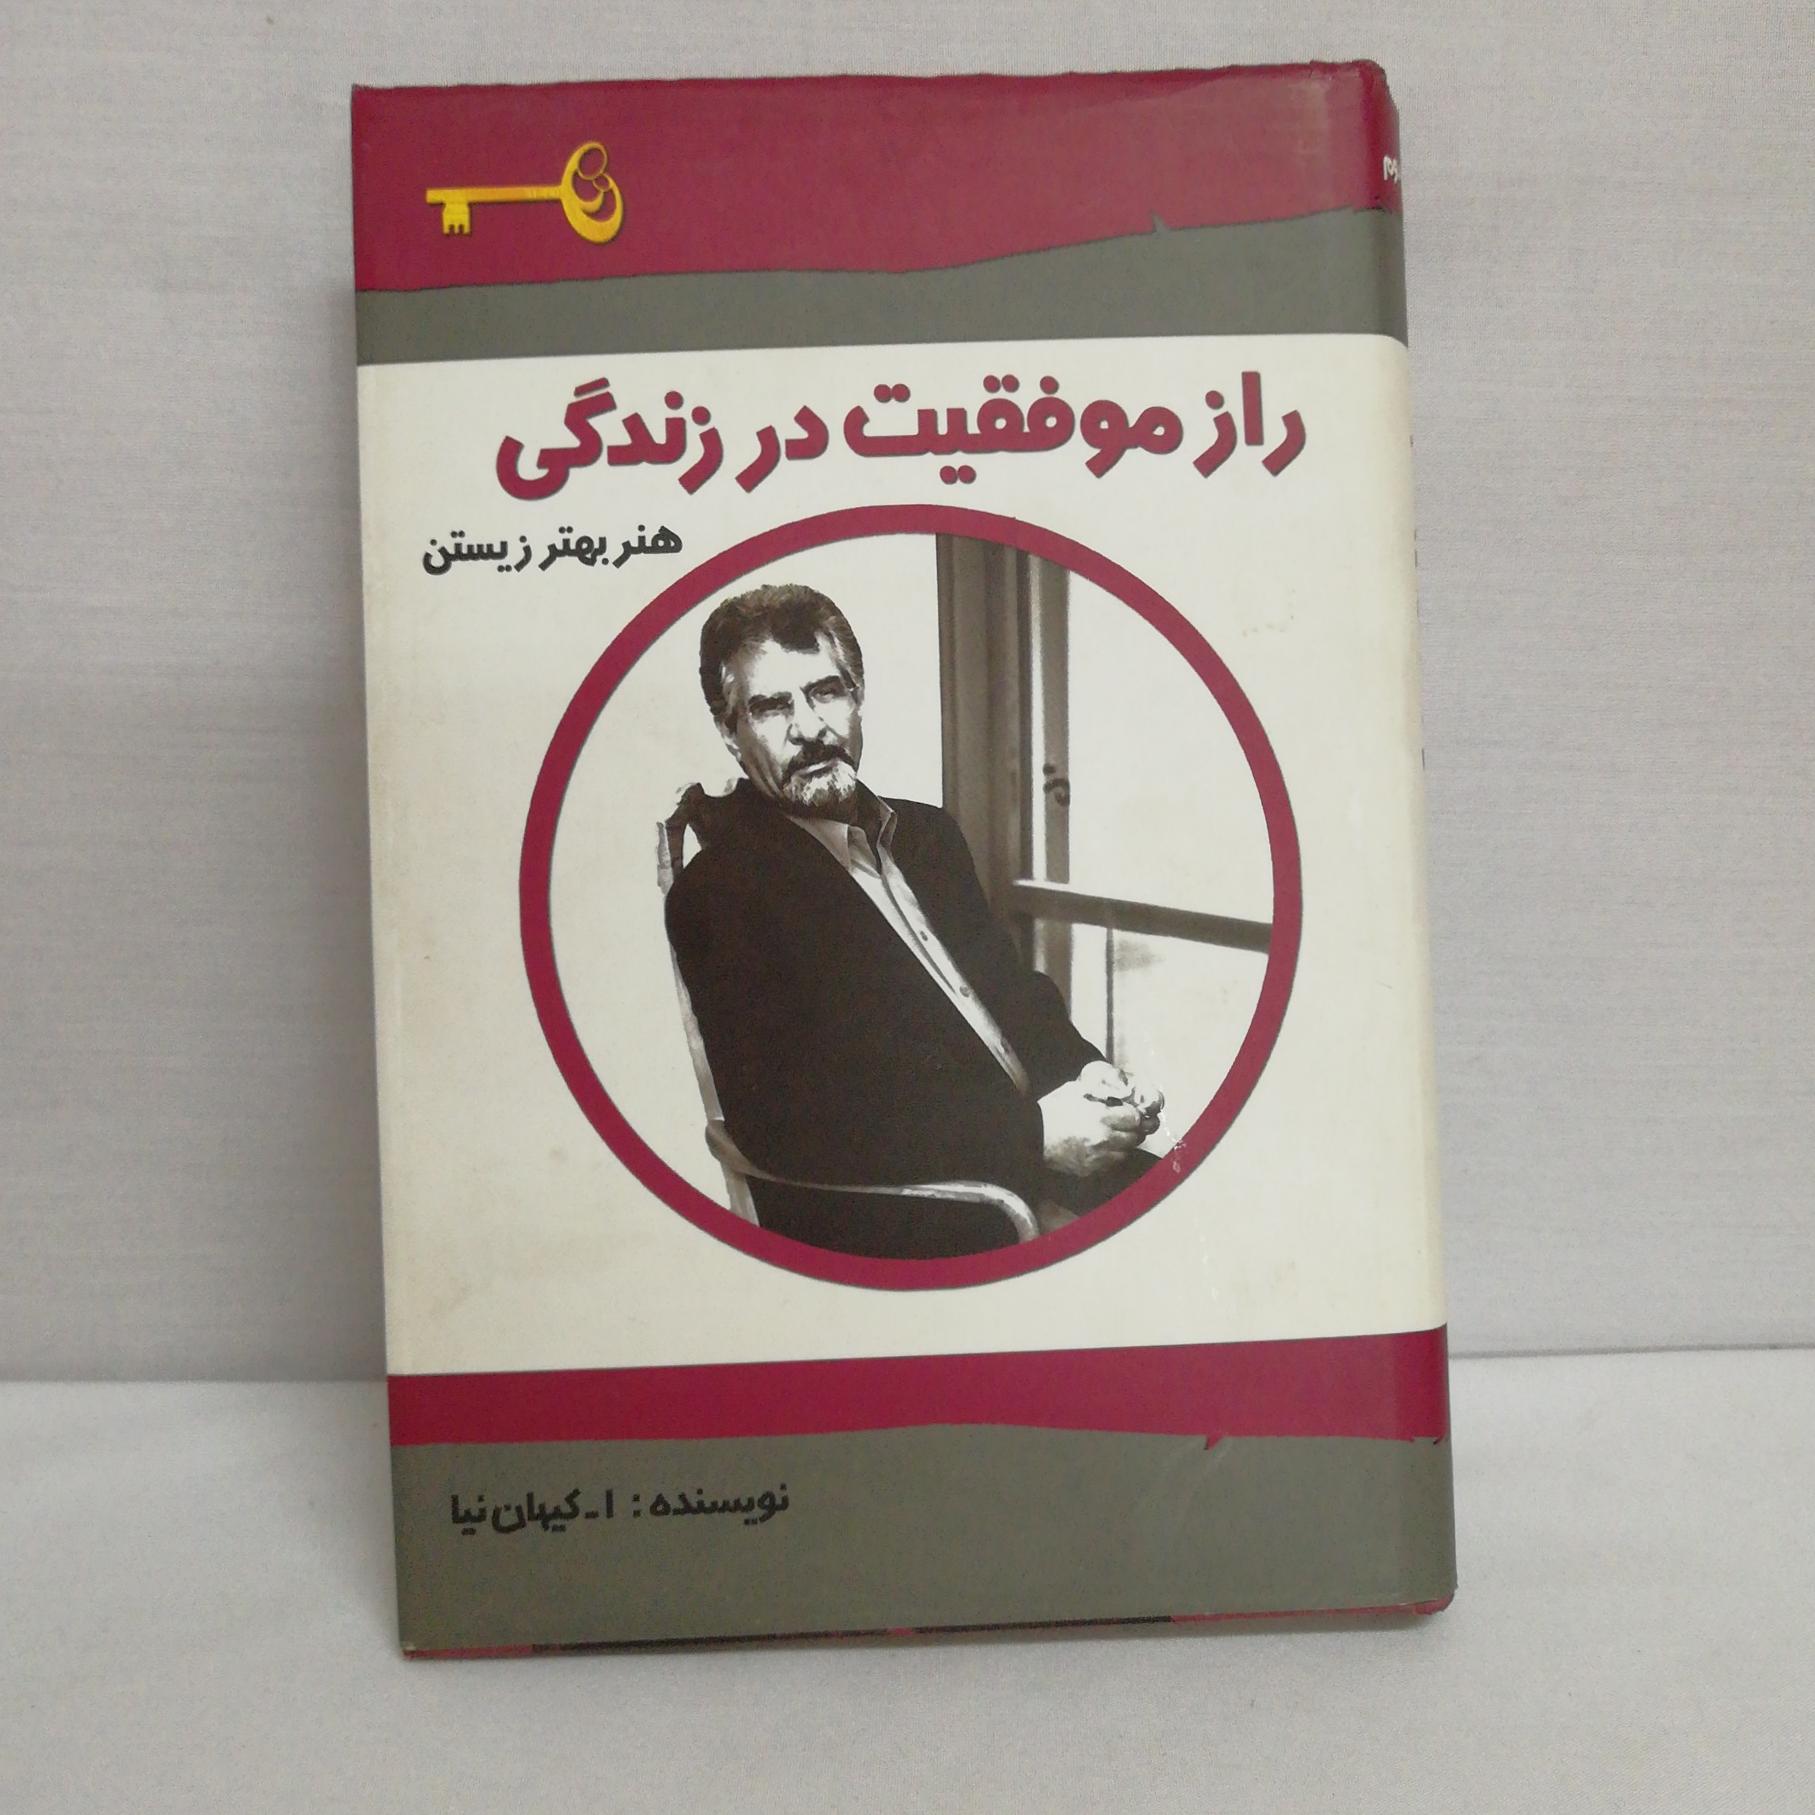 راز موفقیت در زندگی
هنر بهتر زیستن
نویسنده : ا - کیهان نیا